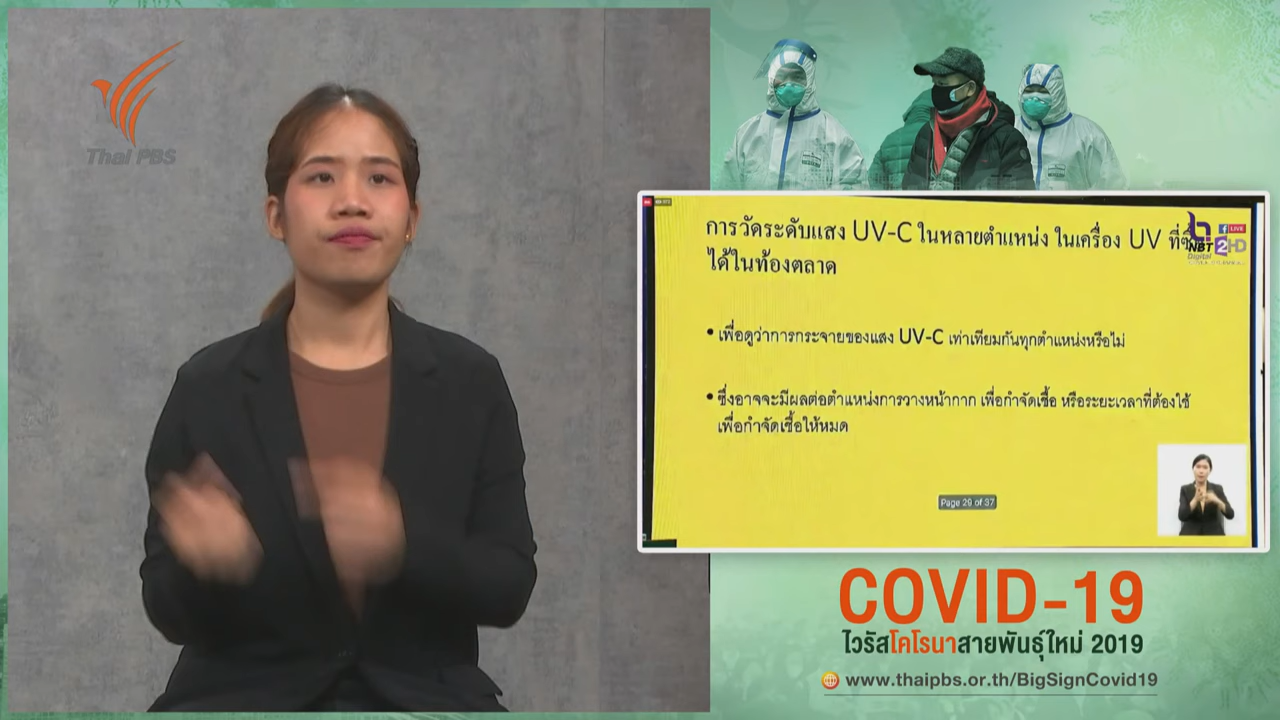 Thai PBS
การวัดระดับแสง UV-C ในหลายตำแหน่ง ในเครื่อง UV ที่
ได้ในท้องตลาด
NBT 2HD
Digital
LIVE
• เพื่อดูว่าการกระจายของแสง UV-C เท่าเทียมกันทุกตำแหน่งหรือไม่
• ซึ่งอาจจะมีผลต่อตำแหน่งการวางหน้ากาก เพื่อกำจัดเชื้อ หรือระยะเวลาที่ต้องใช้
เพื่อกำจัดเชื้อให้หมด
Page 29 of 37
COVID-19
ไวรัสโคโรนาสายพันธุ์ใหม่ 2019
www.thaipbs.or.th/BigSignCovid19